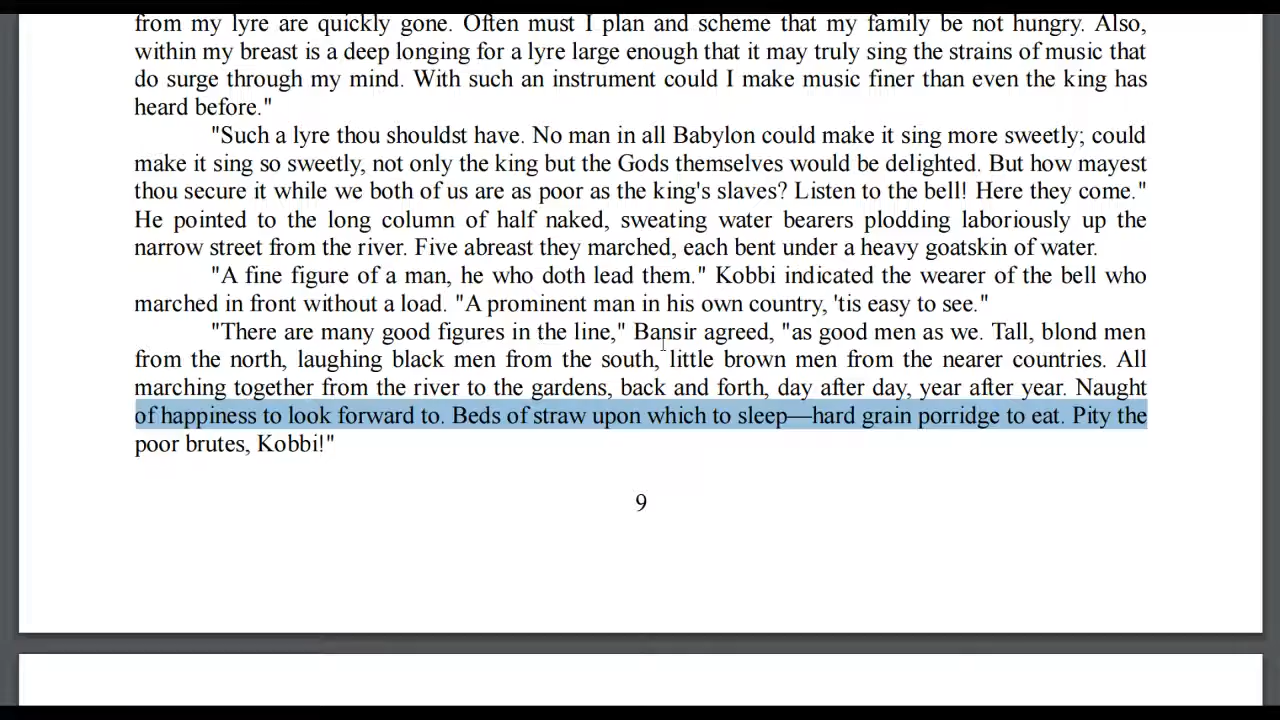 from my lyre are quickly gone. Often must I plan and scheme that my family be not hungry. Also,
within my breast is a deep longing for a lyre large enough that it may truly sing the strains of music that
do surge through my mind. With such an instrument could I make music finer than even the king has
heard before."
"Such a lyre thou shouldst have. No man in all Babylon could make it sing more sweetly; could
make it sing so sweetly, not only the king but the Gods themselves would be delighted. But how mayest
thou secure it while we both of us are as poor as the king's slaves? Listen to the bell! Here they come."
He pointed to the long column of half naked, sweating water bearers plodding laboriously up the
narrow street from the river. Five abreast they marched, each bent under a heavy goatskin of water.
"A fine figure of a man, he who doth lead them." Kobbi indicated the wearer of the bell who
marched in front without a load. "A prominent man in his own country, 'tis easy to see."
"There are many good figures in the line," Bansir agreed, "as good men as we. Tall, blond men
from the north, laughing black men from the south, little brown men from the nearer countries. All
marching together from the river to the gardens, back and forth, day after day, year after year. Naught
of happiness to look forward to. Beds of straw upon which to sleep—hard grain porridge to eat. Pity the
poor brutes, Kobbi!"
9